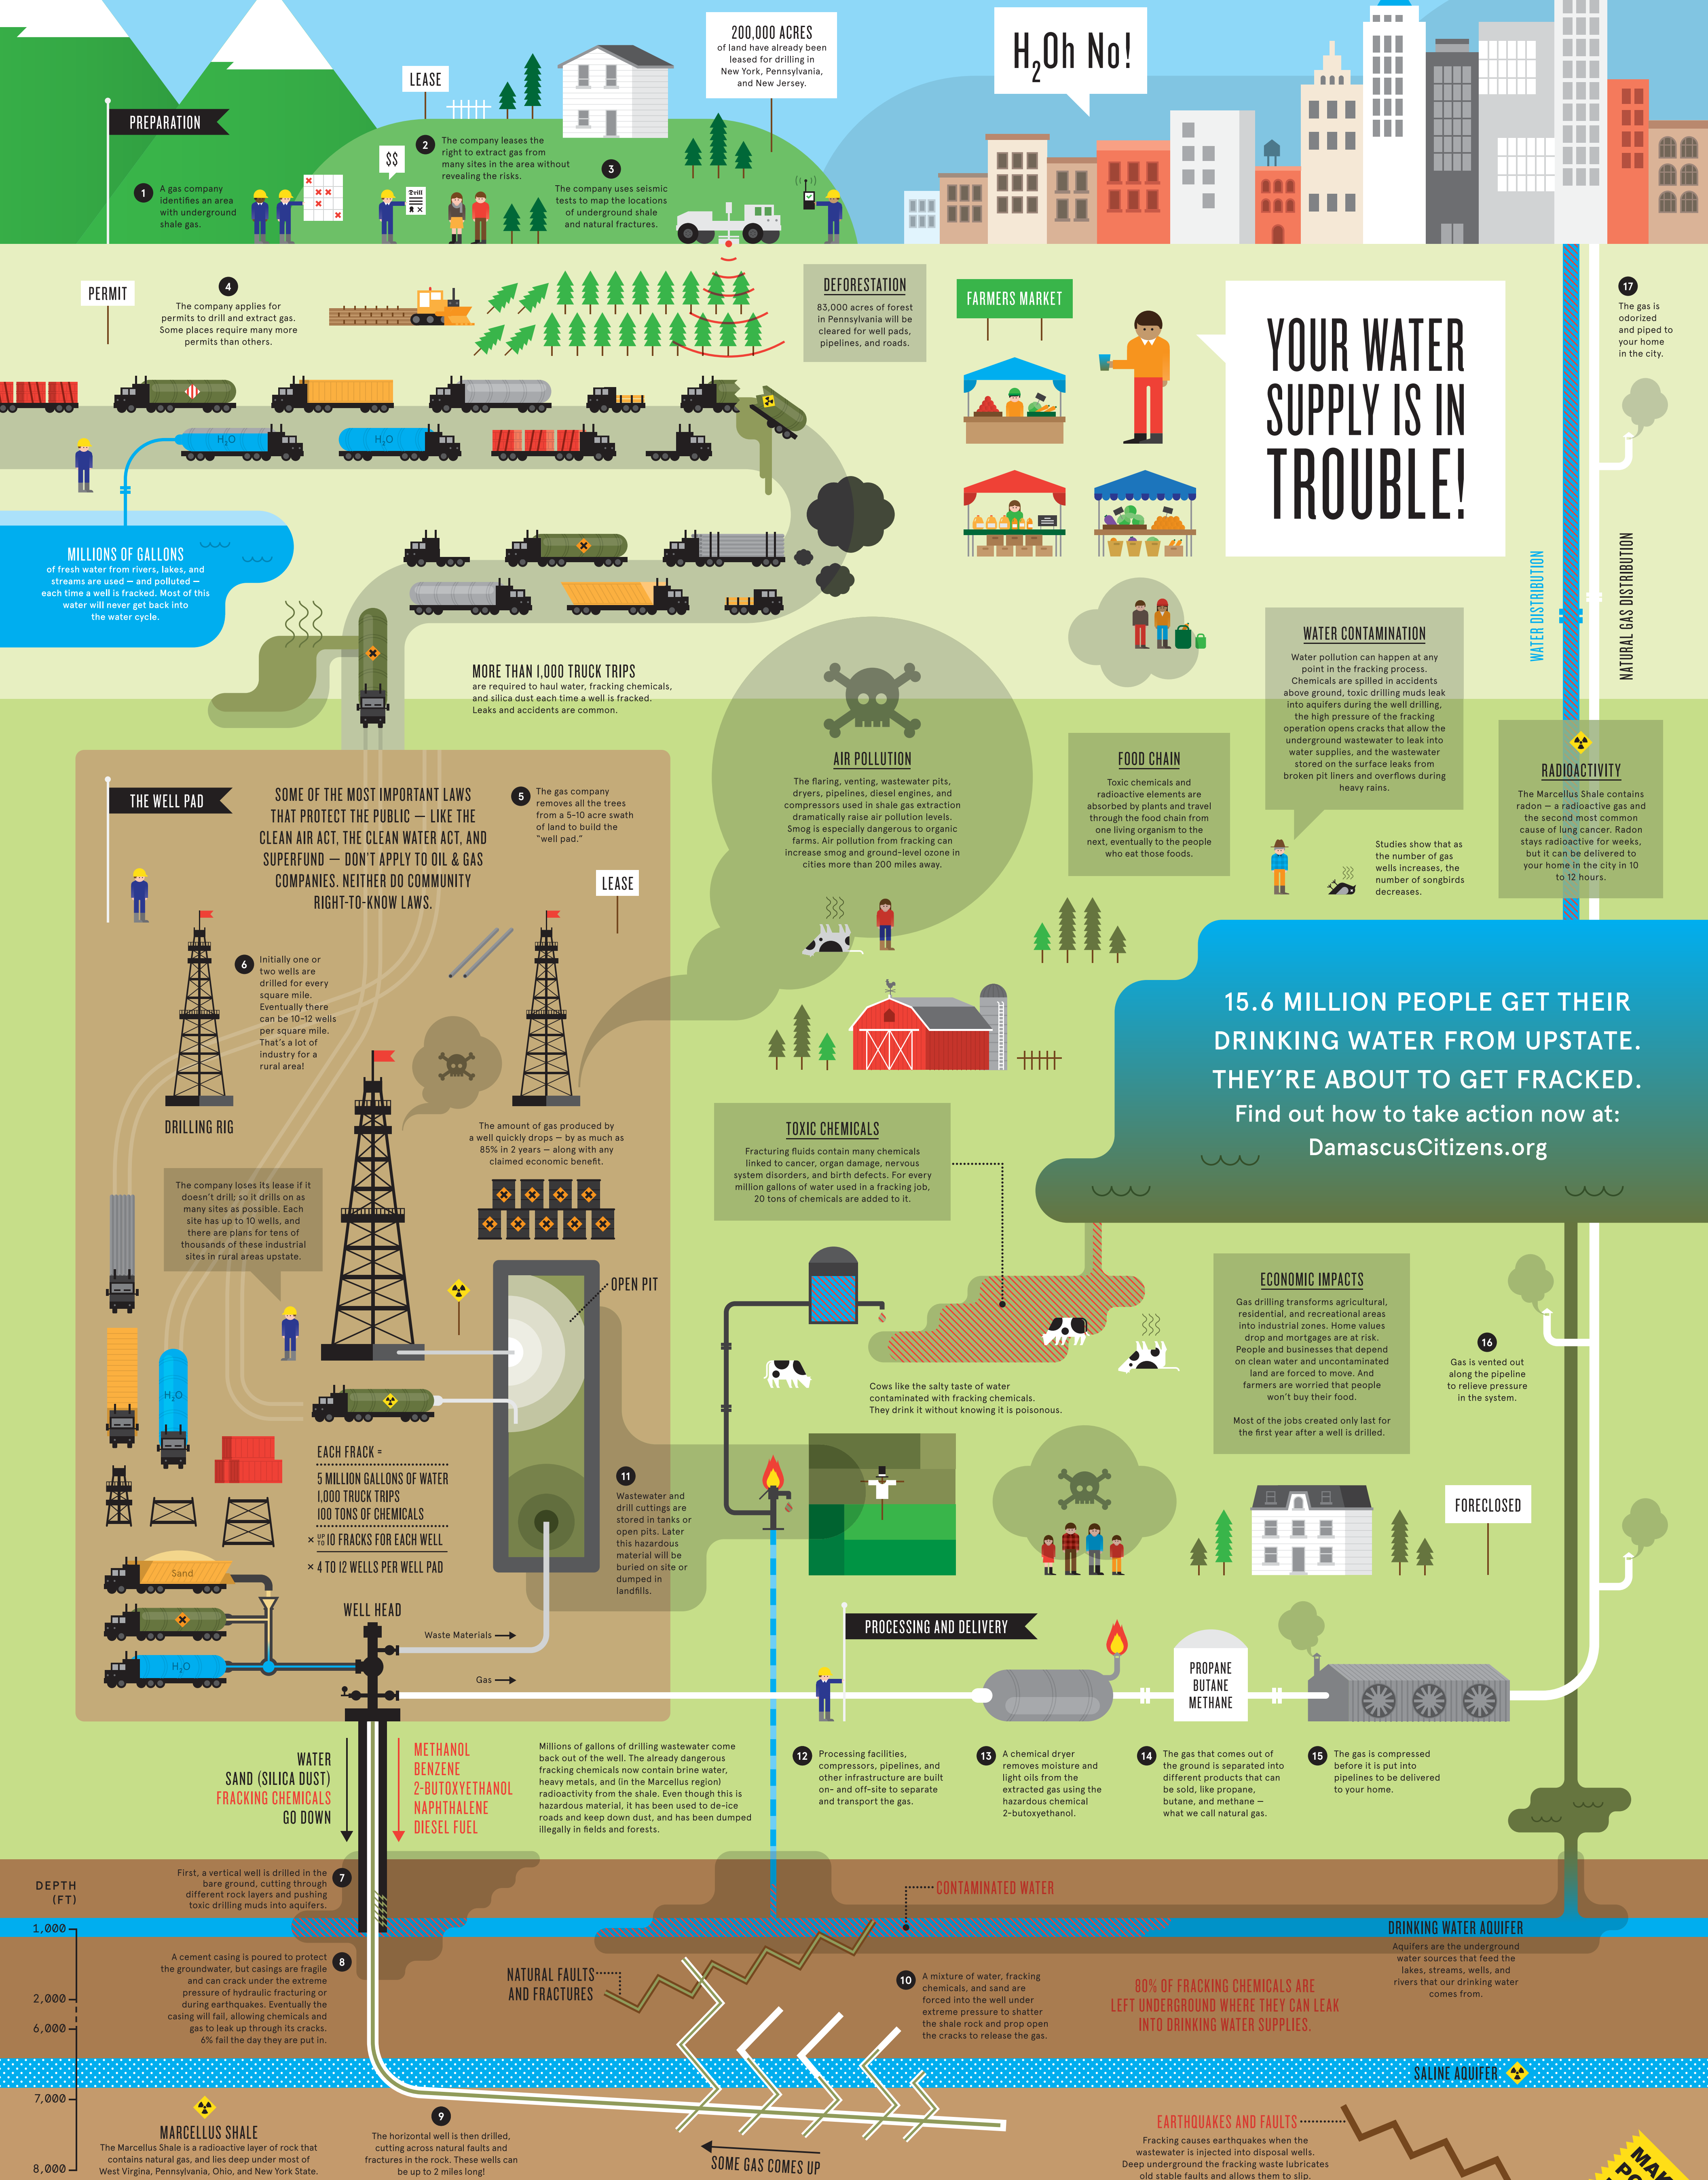 H2Oh No!
200,000 ACRES
of land have already been
leased for drilling in
New York, Pennsylvania,
and New Jersey.
LEASE
PREPARATION
1
A gas company
identifies an area
with underground
shale gas.
$$
Drill
2
The company leases the
right to extract gas from
many sites in the area without
revealing the risks.
3
The company uses seismic
tests to map the locations
of underground shale
and natural fractures.
PERMIT
4
The company applies for
permits to drill and extract gas.
Some places require many more
permits than others.
DEFORESTATION
83,000 acres of forest
in Pennsylvania will be
cleared for well pads,
pipelines, and roads.
FARMERS MARKET
YOUR WATER
SUPPLY IS IN
TROUBLE!
17
The gas is
odorized
and piped to
your home
in the city.
H2O
H2O
MILLIONS OF GALLONS
of fresh water from rivers, lakes, and
streams are used — and polluted —
each time a well is fracked. Most of this
water will never get back into
the water cycle.
MORE THAN 1,000 TRUCK TRIPS
are required to haul water, fracking chemicals,
and silica dust each time a well is fracked.
Leaks and accidents are common.
WATER DISTRIBUTION
NATURAL GAS DISTRIBUTION
WATER CONTAMINATION
Water pollution can happen at any
point in the fracking process.
Chemicals are spilled in accidents
above ground, toxic drilling muds leak
into aquifers during the well drilling,
the high pressure of the fracking
operation opens cracks that allow the
underground wastewater to leak into
water supplies, and the wastewater
stored on the surface leaks from
broken pit liners and overflows during
heavy rains.
AIR POLLUTION
The flaring, venting, wastewater pits,
dryers, pipelines, diesel engines, and
compressors used in shale gas extraction
dramatically raise air pollution levels.
Smog is especially dangerous to organic
farms. Air pollution from fracking can
increase smog and ground-level ozone in
cities more than 200 miles away.
FOOD CHAIN
Toxic chemicals and
radioactive elements are
absorbed by plants and travel
through the food chain from
one living organism to the
next, eventually to the people
who eat those foods.
RADIOACTIVITY
The Marcellus Shale contains
radon — a radioactive gas and
the second most common
cause of lung cancer. Radon
stays radioactive for weeks,
but it can be delivered to
your home in the city in 10
to 12 hours.
Studies show that as
the number of gas
wells increases, the
number of songbirds
decreases.
THE WELL PAD
SOME OF THE MOST IMPORTANT LAWS
THAT PROTECT THE PUBLIC — LIKE THE
CLEAN AIR ACT, THE CLEAN WATER ACT, AND
SUPERFUND — DON'T APPLY TO OIL & GAS
COMPANIES. NEITHER DO COMMUNITY
RIGHT-TO-KNOW LAWS.
5
The gas company
removes all the trees
from a 5-10 acre swath
of land to build the
"well pad."
LEASE
6
Initially one or
two wells are
drilled for every
square mile.
Eventually there
can be 10-12 wells
per square mile.
That's a lot of
industry for a
rural area!
DRILLING RIG
The amount of gas produced by
a well quickly drops — by as much as
85% in 2 years — along with any
claimed economic benefit.
The company loses its lease if it
doesn't drill; so it drills on as
many sites as possible. Each
site has up to 10 wells, and
there are plans for tens of
thousands of these industrial
sites in rural areas upstate.
15.6 MILLION PEOPLE GET THEIR
DRINKING WATER FROM UPSTATE.
THEY'RE ABOUT TO GET FRACKED.
Find out how to take action now at:
DamascusCitizens.org
TOXIC CHEMICALS
Fracturing fluids contain many chemicals
linked to cancer, organ damage, nervous
system disorders, and birth defects. For every
million gallons of water used in a fracking job,
20 tons of chemicals are added to it.
OPEN PIT
H2O
Cows like the salty taste of water
contaminated with fracking chemicals.
They drink it without knowing it is poisonous.
ECONOMIC IMPACTS
Gas drilling transforms agricultural,
residential, and recreational areas
into industrial zones. Home values
drop and mortgages are at risk.
People and businesses that depend
on clean water and uncontaminated
land are forced to move. And
farmers are worried that people
won't buy their food.
Most of the jobs created only last for
the first year after a well is drilled.
16
Gas is vented out
along the pipeline
to relieve pressure
in the system.
EACH FRACK =
5 MILLION GALLONS OF WATER
1,000 TRUCK TRIPS
100 TONS OF CHEMICALS
× UP TO 10 FRACKS FOR EACH WELL
× 4 TO 12 WELLS PER WELL PAD
11
Wastewater and
drill cuttings are
stored in tanks or
open pits. Later
this hazardous
material will be
buried on site or
dumped in
landfills.
FORECLOSED
Sand
H2O
WELL HEAD
Waste Materials
Gas
PROCESSING AND DELIVERY
PROPANE
BUTANE
METHANE
12
Processing facilities,
compressors, pipelines, and
other infrastructure are built
on- and off-site to separate
and transport the gas.
13
A chemical dryer
removes moisture and
light oils from the
extracted gas using the
hazardous chemical
2-butoxyethanol.
14
The gas that comes out of
the ground is separated into
different products that can
be sold, like propane,
butane, and methane —
what we call natural gas.
15
The gas is compressed
before it is put into
pipelines to be delivered
to your home.
WATER
SAND (SILICA DUST)
FRACKING CHEMICALS
GO DOWN
METHANOL
BENZENE
2-BUTOXYETHANOL
NAPHTHALENE
DIESEL FUEL
Millions of gallons of drilling wastewater come
back out of the well. The already dangerous
fracking chemicals now contain brine water,
heavy metals, and (in the Marcellus region)
radioactivity from the shale. Even though this is
hazardous material, it has been used to de-ice
roads and keep down dust, and has been dumped
illegally in fields and forests.
DEPTH
(FT)
1,000
2,000
6,000
7,000
8,000
7
First, a vertical well is drilled in the
bare ground, cutting through
different rock layers and pushing
toxic drilling muds into aquifers.
8
A cement casing is poured to protect
the groundwater, but casings are fragile
and can crack under the extreme
pressure of hydraulic fracturing or
during earthquakes. Eventually the
casing will fail, allowing chemicals and
gas to leak up through its cracks.
6% fail the day they are put in.
CONTAMINATED WATER
DRINKING WATER AQUIFER
Aquifers are the underground
water sources that feed the
lakes, streams, wells, and
rivers that our drinking water
comes from.
NATURAL FAULTS
AND FRACTURES
10
A mixture of water, fracking
chemicals, and sand are
forced into the well under
extreme pressure to shatter
the shale rock and prop open
the cracks to release the gas.
80% OF FRACKING CHEMICALS ARE
LEFT UNDERGROUND WHERE THEY CAN LEAK
INTO DRINKING WATER SUPPLIES.
SALINE AQUIFER
MARCELLUS SHALE
The Marcellus Shale is a radioactive layer of rock that
contains natural gas, and lies deep under most of
West Virgina, Pennsylvania, Ohio, and New York State.
9
The horizontal well is then drilled,
cutting across natural faults and
fractures in the rock. These wells can
be up to 2 miles long!
SOME GAS COMES UP
EARTHQUAKES AND FAULTS
Fracking causes earthquakes when the
wastewater is injected into disposal wells.
Deep underground the fracking waste lubricates
old stable faults and allows them to slip.